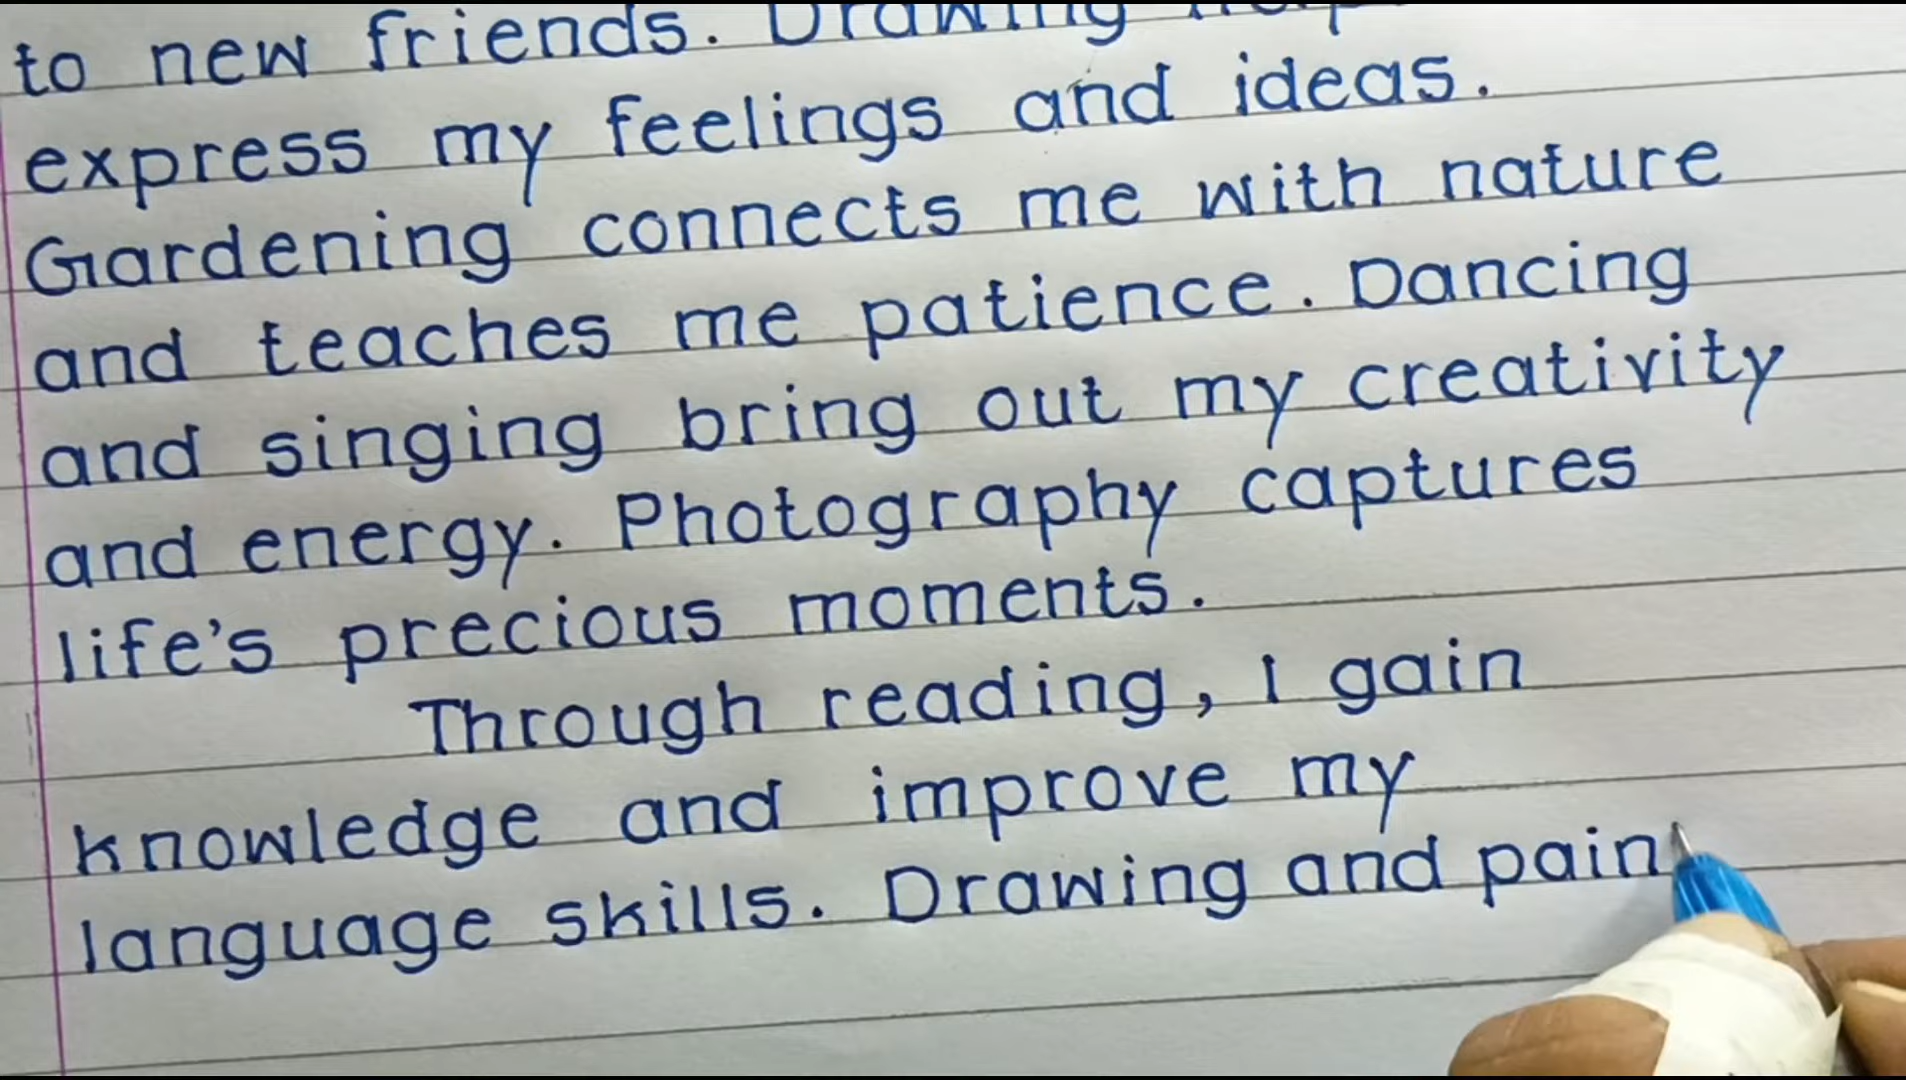 to new friends. Drawing helps
express my feelings and ideas.
Gardening connects me with nature
and teaches me patience. Dancing
and singing bring out my creativity
and energy. Photography captures
life's precious moments.
Through reading, I gain
knowledge and improve my
language skills. Drawing and pain